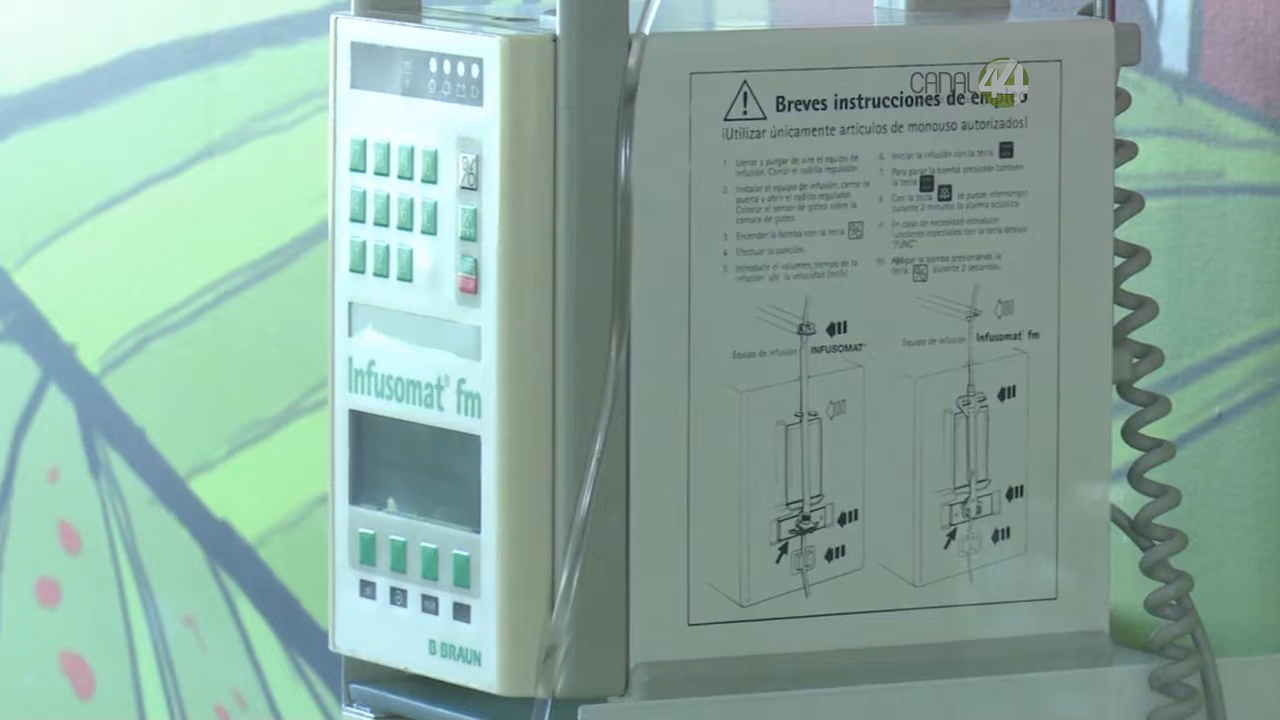 CANAL 44
Breves instrucciones de empleo
¡Utilizar únicamente artículos de monouso autorizados!
1. Llenar y purgar de aire el equipo de
infusión. Cerrar el rodillo regulador.
2. Instalar el equipo de infusión, cerrar la
puerta y abrir el rodillo regulador.
Colocar el sensor de goteo sobre la
cámara de goteo.
3. Encender la bomba con la tecla
4. Efectuar la punción.
5. Introducir el volumen, tiempo de la
infusión y/o la velocidad (ml/h)
6. Iniciar la infusión con la tecla
7. Para parar la bomba presionar también
la tecla
8. Con la tecla se puede interrumpir
durante 2 minutos la alarma acústica.
9. En caso de necesidad introducir
funciones especiales con la tecla
"FUNC"
10. Apagar la bomba presionando la
tecla durante 2 segundos.
Equipo de infusión INFUSOMAT®
Equipo de infusión Infusomat® fm
Infusomat® fm
B BRAUN